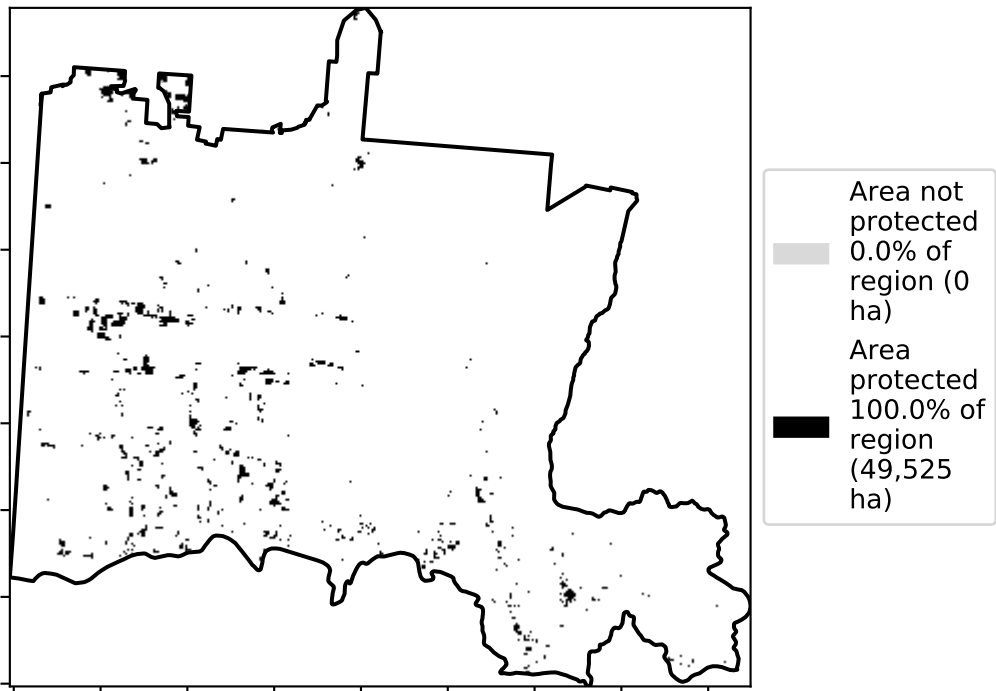 Area not
protected
0.0% of
region (0
ha)
Area
protected
100.0% of
region
(49,525
ha)